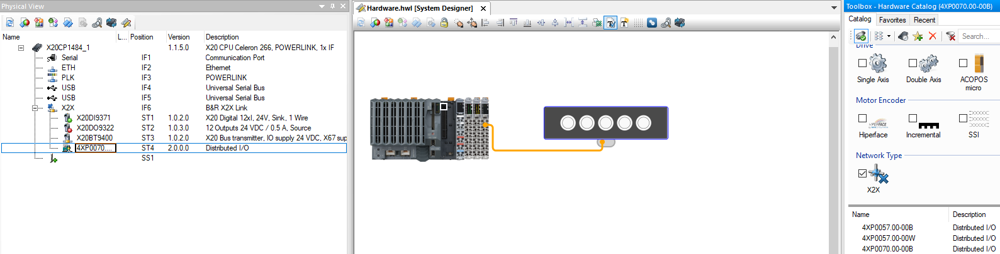 Physical View
Name L... Position Version Description
X20CP1484_1 1.1.5.0 X20 CPU Celeron 266, POWERLINK, 1x IF
Serial IF1 Communication Port
ETH IF2 Ethernet
PLK IF3 POWERLINK
USB IF4 Universal Serial Bus
USB IF5 Universal Serial Bus
X2X IF6 B&R X2X Link
X20DI9371 ST1 1.0.2.0 X20 Digital 12xI, 24V, Sink, 1 Wire
X20DO9322 ST2 1.0.3.0 12 Outputs 24 VDC / 0.5 A, Source
X20BT9400 ST3 1.0.2.0 X20 Bus transmitter, IO supply 24 VDC, X67 sup
4XP0070.... ST4 2.0.0.0 Distributed I/O
SS1
Hardware.hwl [System Designer]
Toolbox - Hardware Catalog (4XP0070.00-00B)
Catalog Favorites Recent
Search...
Drive
Single Axis Double Axis ACOPOS
micro
Motor Encoder
HIPERFACE
Hiperface Incremental SSI
Network Type
X2X
Name Description
4XP0057.00-00B Distributed I/O
4XP0057.00-00W Distributed I/O
4XP0070.00-00B Distributed I/O